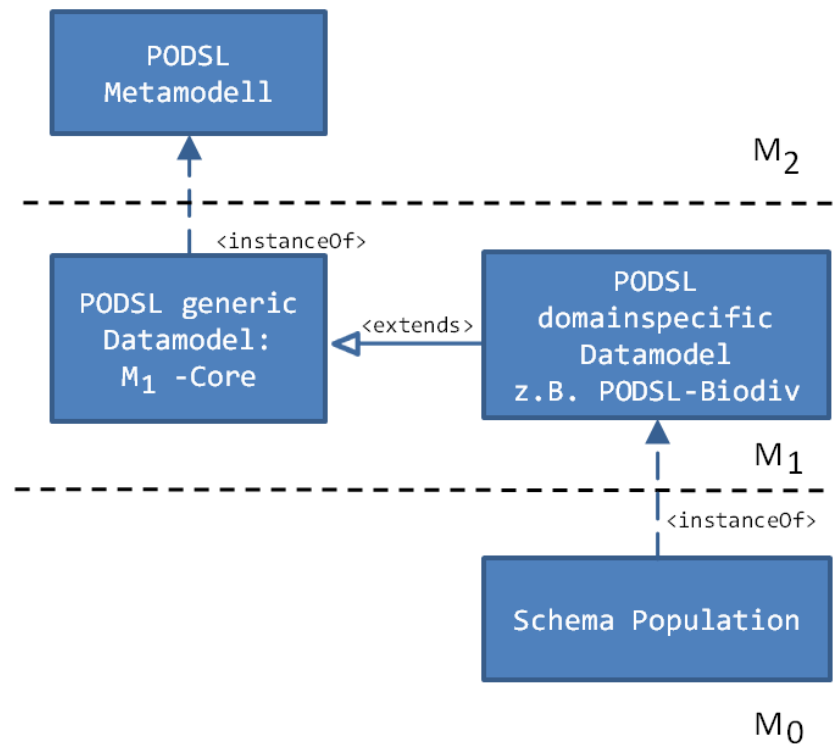 PODSL
Metamodell
M2
<instanceOf>
PODSL generic
Datamodel:
M1 -Core
<extends>
PODSL
domainspecific
Datamodel
z.B. PODSL-Biodiv
M1
<instanceOf>
Schema Population
M0